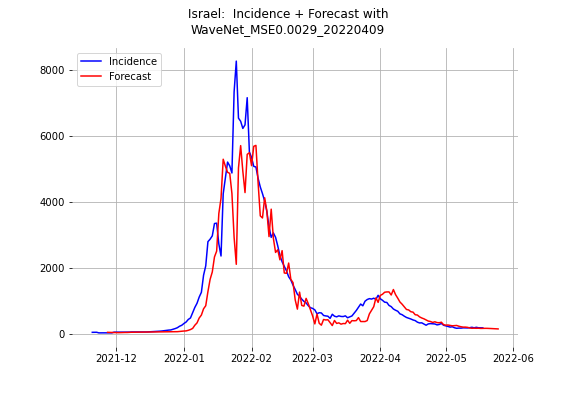 Israel:  Incidence + Forecast with
WaveNet_MSE0.0029_20220409
Incidence
Forecast
8000
6000
4000
2000
0
2021-12 2022-01 2022-02 2022-03 2022-04 2022-05 2022-06